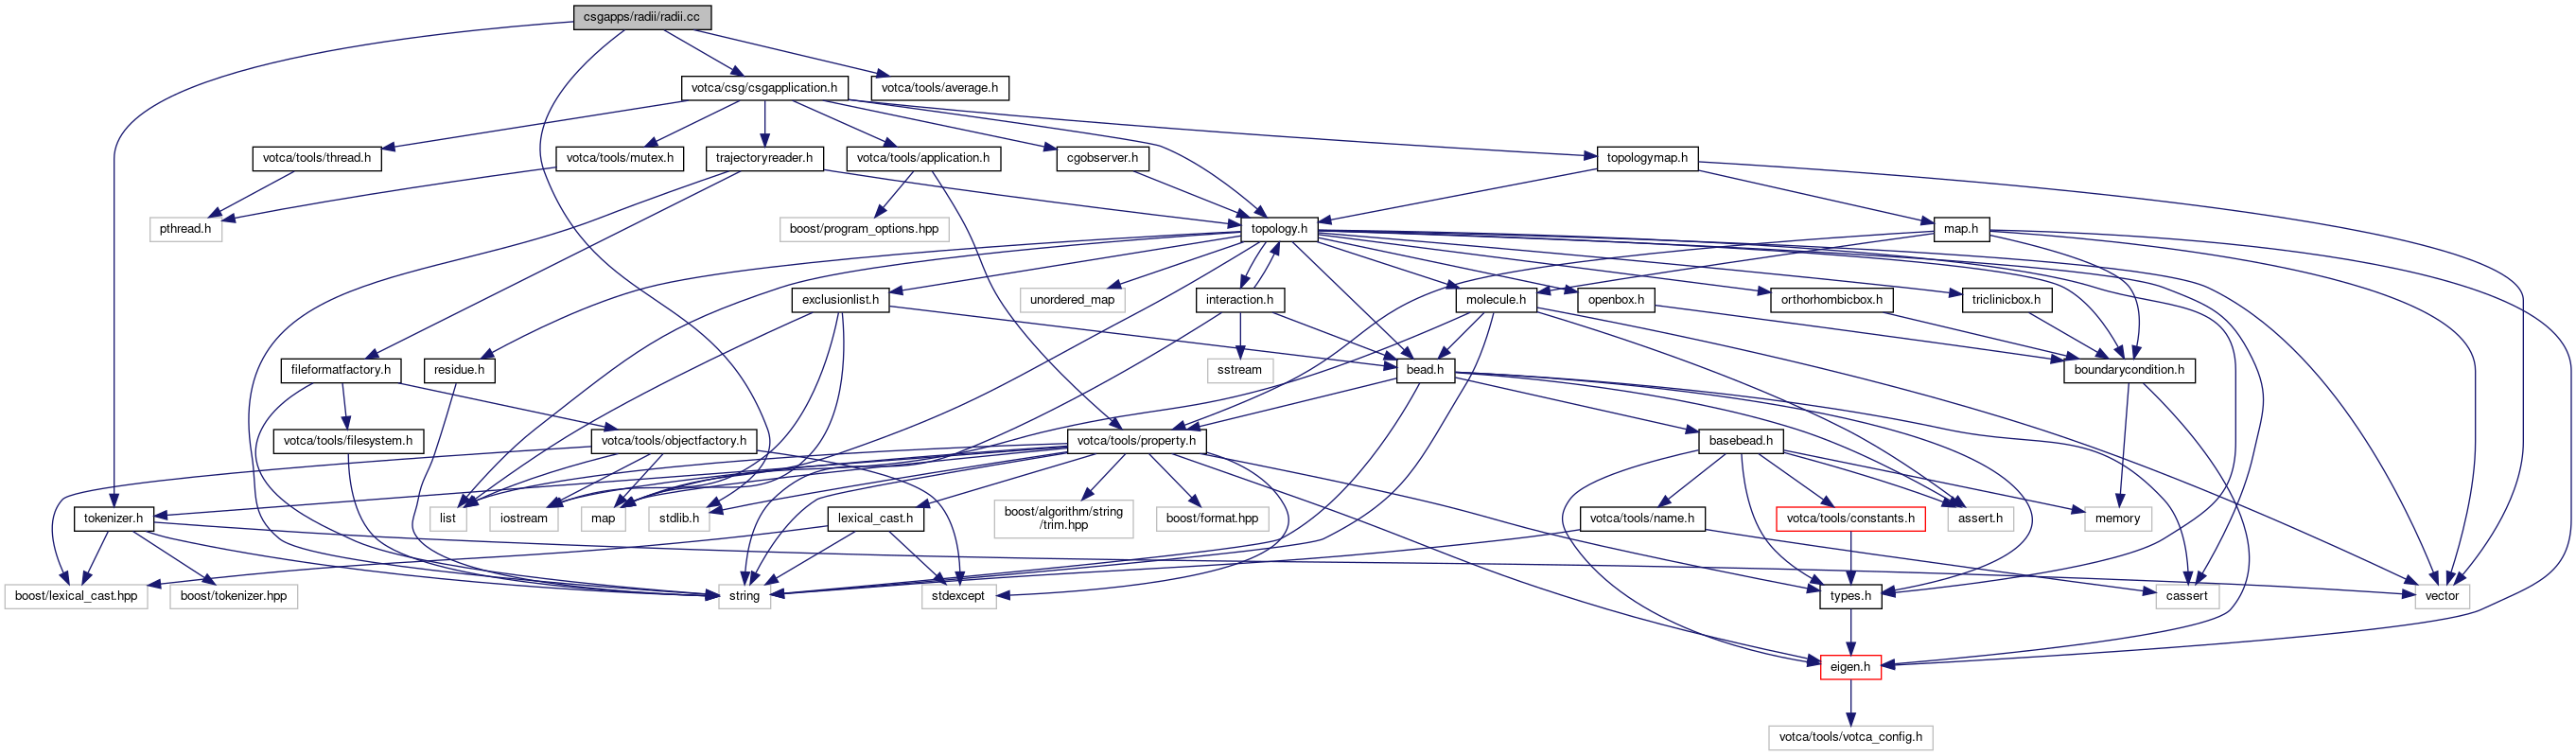 csgapps/radii/radii.cc
votca/csg/csgapplication.h
votca/tools/average.h
votca/tools/thread.h
votca/tools/mutex.h
trajectoryreader.h
votca/tools/application.h
cgobserver.h
topologymap.h
pthread.h
boost/program_options.hpp
topology.h
map.h
exclusionlist.h
unordered_map
interaction.h
molecule.h
openbox.h
orthorhombicbox.h
triclinicbox.h
fileformatfactory.h
residue.h
sstream
bead.h
boundarycondition.h
votca/tools/filesystem.h
votca/tools/objectfactory.h
votca/tools/property.h
basebead.h
tokenizer.h
list
iostream
map
stdlib.h
lexical_cast.h
boost/algorithm/string
/trim.hpp
boost/format.hpp
votca/tools/name.h
votca/tools/constants.h
assert.h
memory
boost/lexical_cast.hpp
boost/tokenizer.hpp
string
stdexcept
types.h
cassert
vector
eigen.h
votca/tools/votca_config.h